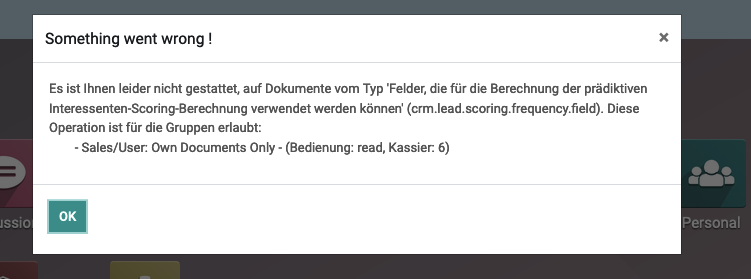 Something went wrong !
×
Es ist Ihnen leider nicht gestattet, auf Dokumente vom Typ 'Felder, die für die Berechnung der prädiktiven
Interessenten-Scoring-Berechnung verwendet werden können' (crm.lead.scoring.frequency.field). Diese
Operation ist für die Gruppen erlaubt:
- Sales/User: Own Documents Only - (Bedienung: read, Kassier: 6)
OK
ussion
Personal